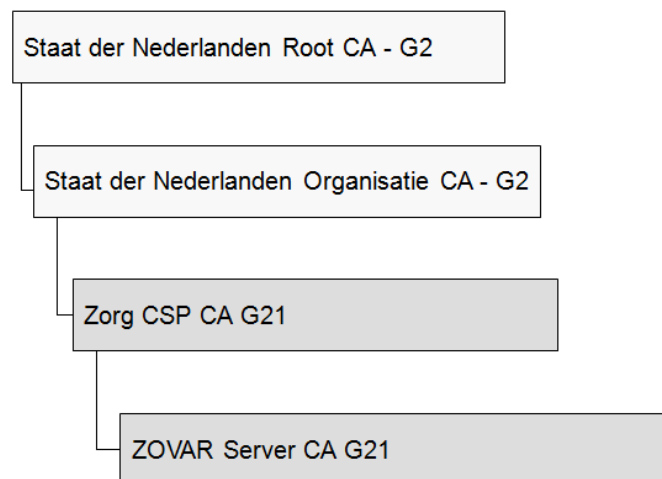 Staat der Nederlanden Root CA - G2
Staat der Nederlanden Organisatie CA - G2
Zorg CSP CA G21
ZOVAR Server CA G21